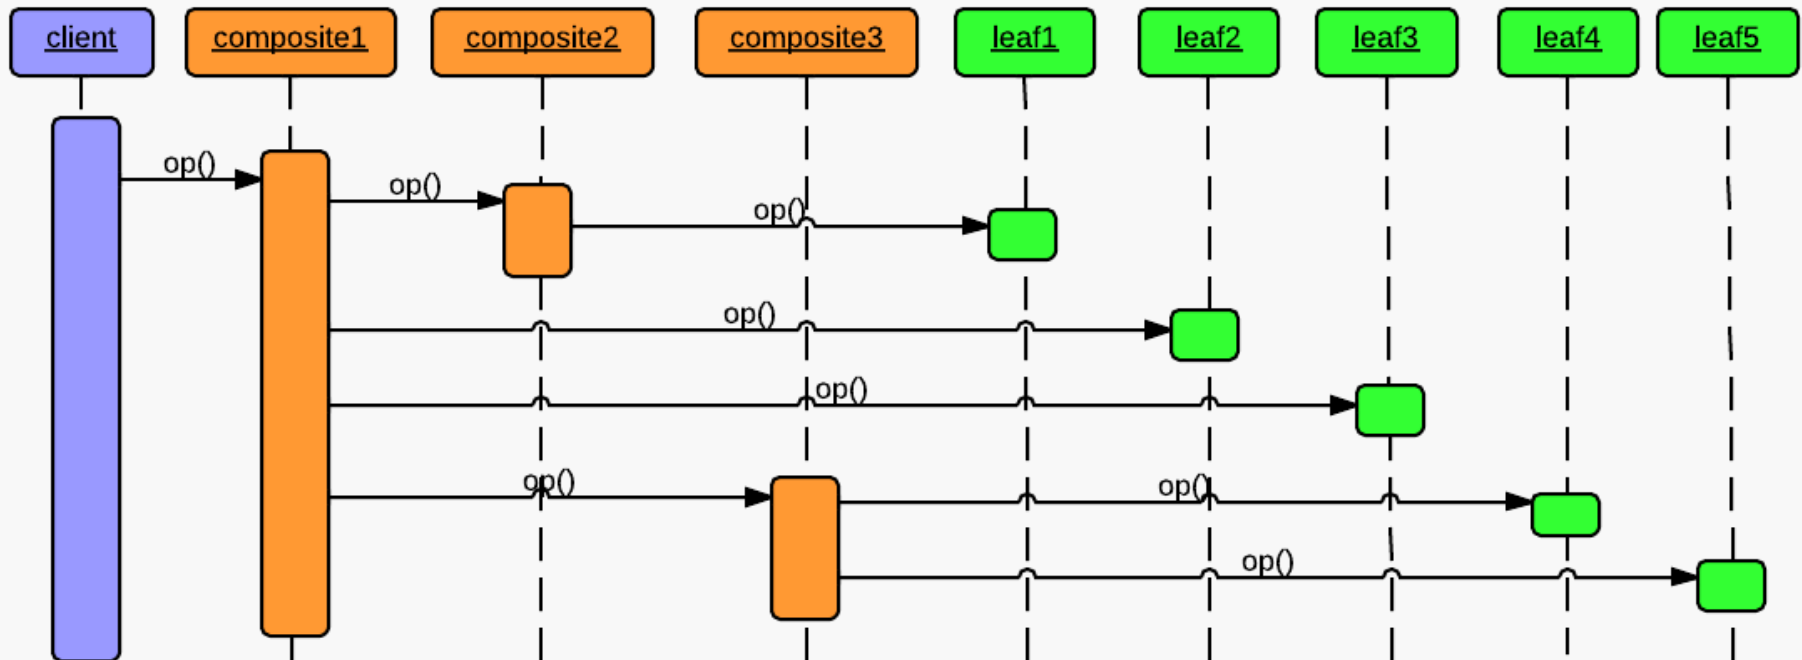 client composite1 composite2 composite3 leaf1 leaf2 leaf3 leaf4 leaf5
op()
op()
op()
op()
op()
op()
op()
op()